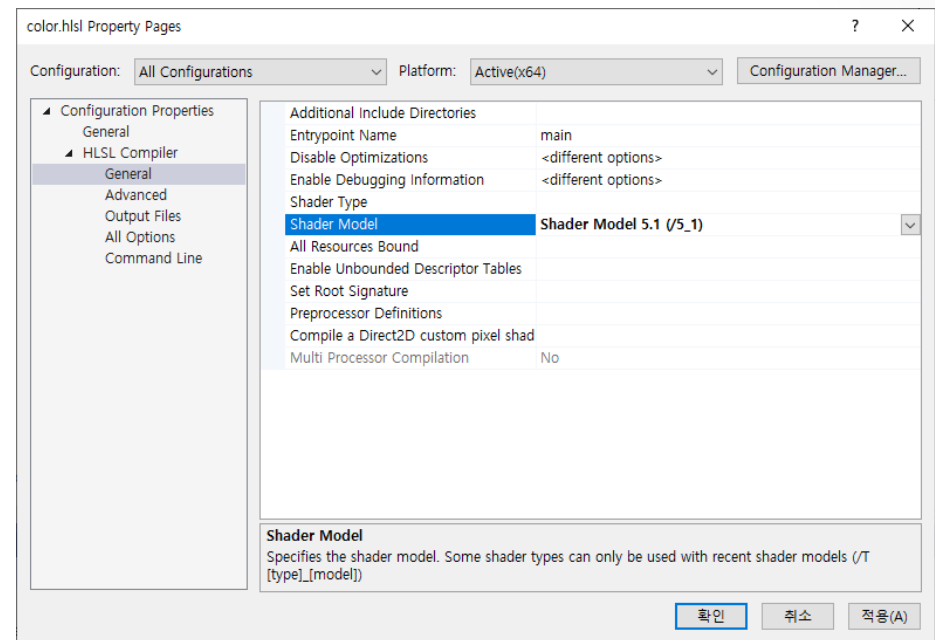 color.hlsl Property Pages
?
Configuration: All Configurations Platform: Active(x64) Configuration Manager...
Configuration Properties
General
HLSL Compiler
General
Advanced
Output Files
All Options
Command Line
Additional Include Directories
Entrypoint Name main
Disable Optimizations <different options>
Enable Debugging Information <different options>
Shader Type
Shader Model Shader Model 5.1 (/5_1)
All Resources Bound
Enable Unbounded Descriptor Tables
Set Root Signature
Preprocessor Definitions
Compile a Direct2D custom pixel shad
Multi Processor Compilation No
Shader Model
Specifies the shader model. Some shader types can only be used with recent shader models (/T
[type]_[model])
확인 취소 적용(A)